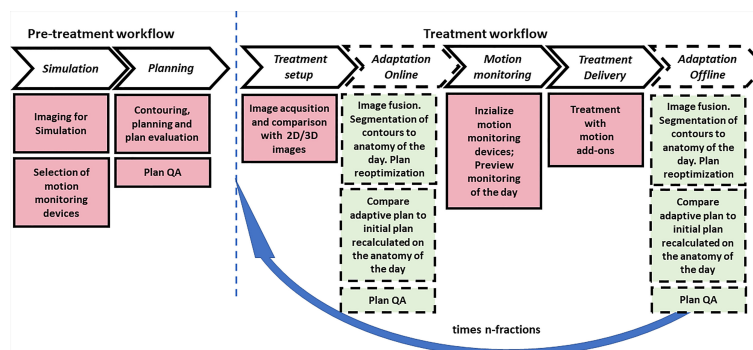 Pre-treatment workflow
Treatment workflow
Simulation
Planning
Treatment
setup
Adaptation
Online
Motion
monitoring
Treatment
Delivery
Adaptation
Offline
Imaging for
Simulation
Selection of
motion
monitoring
devices
Contouring,
planning and
plan evaluation
Plan QA
Image acqusition
and comparison
with 2D/3D
images
Image fusion.
Segmentation of
contours to
anatomy of the
day. Plan
reoptimization
Compare
adaptive plan to
initial plan
recalculated on
the anatomy of
the day
Plan QA
Inzialize
motion
monitoring
devices;
Preview
monitoring
of the day
Treatment
with
motion
add-ons
Image fusion.
Segmentation of
contours to
anatomy of the
day. Plan
reoptimization
Compare
adaptive plan to
initial plan
recalculated on
the anatomy of
the day
Plan QA
times n-fractions